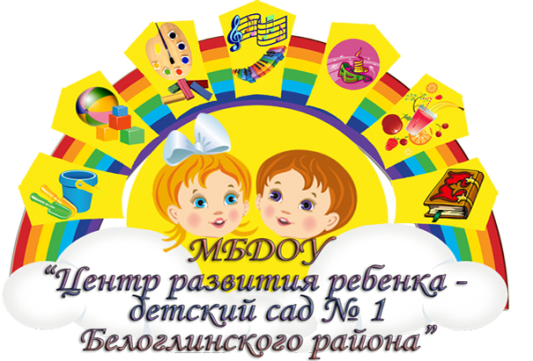 МБДОУ
“Центр развития ребенка -
детский сад № 1
Белоглинского района”